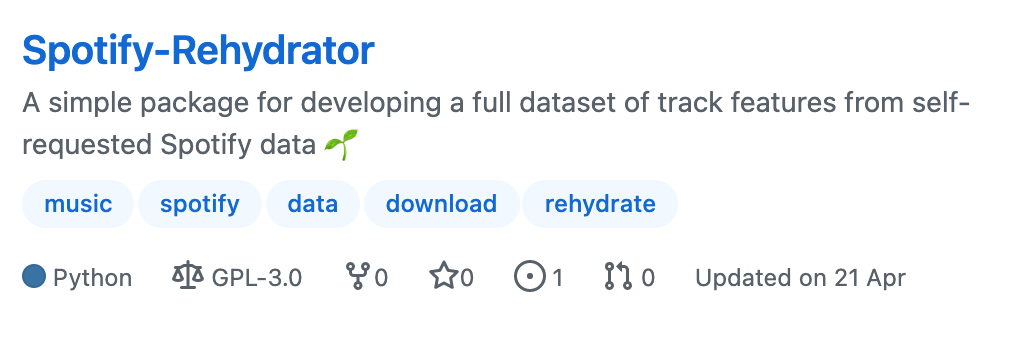 Spotify-Rehydrator
A simple package for developing a full dataset of track features from self-
requested Spotify data 🌱
music spotify data download rehydrate
Python GPL-3.0 0 0 1 0 Updated on 21 Apr